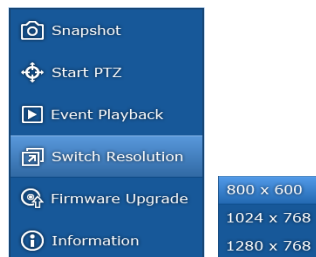 Snapshot
Start PTZ
Event Playback
Switch Resolution
Firmware Upgrade
Information
800 x 600
1024 x 768
1280 x 768